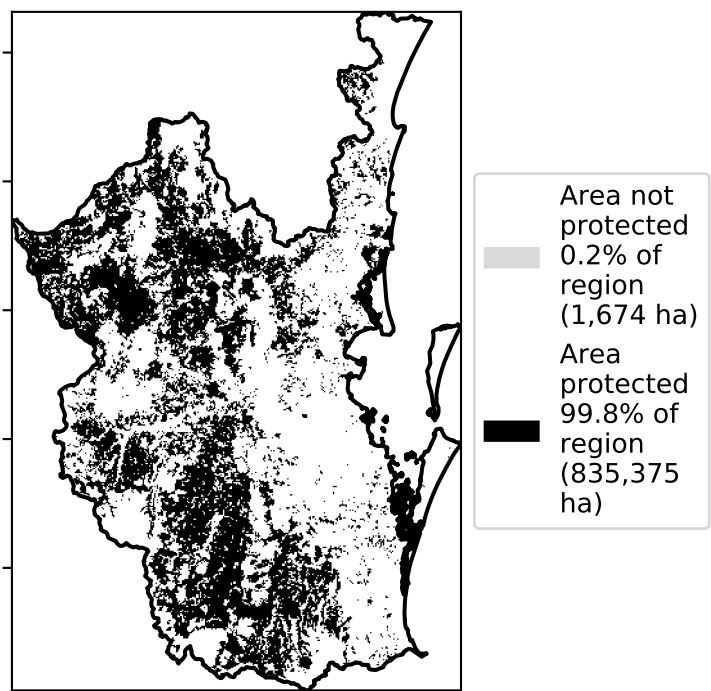 Area not
protected
0.2% of
region
(1,674 ha)
Area
protected
99.8% of
region
(835,375
ha)